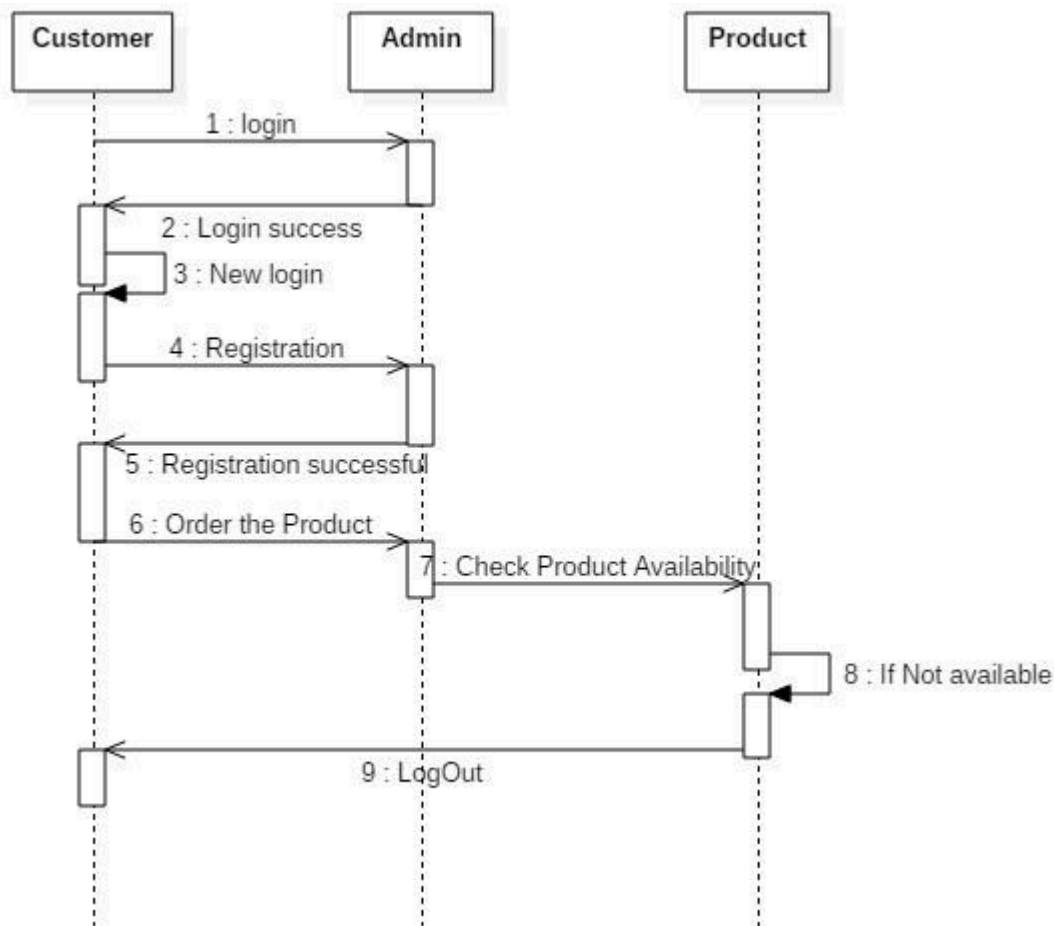 Customer
Admin
Product
1 : login
2 : Login success
3 : New login
4 : Registration
5 : Registration successful
6 : Order the Product
7 : Check Product Availability
8 : If Not available
9 : LogOut